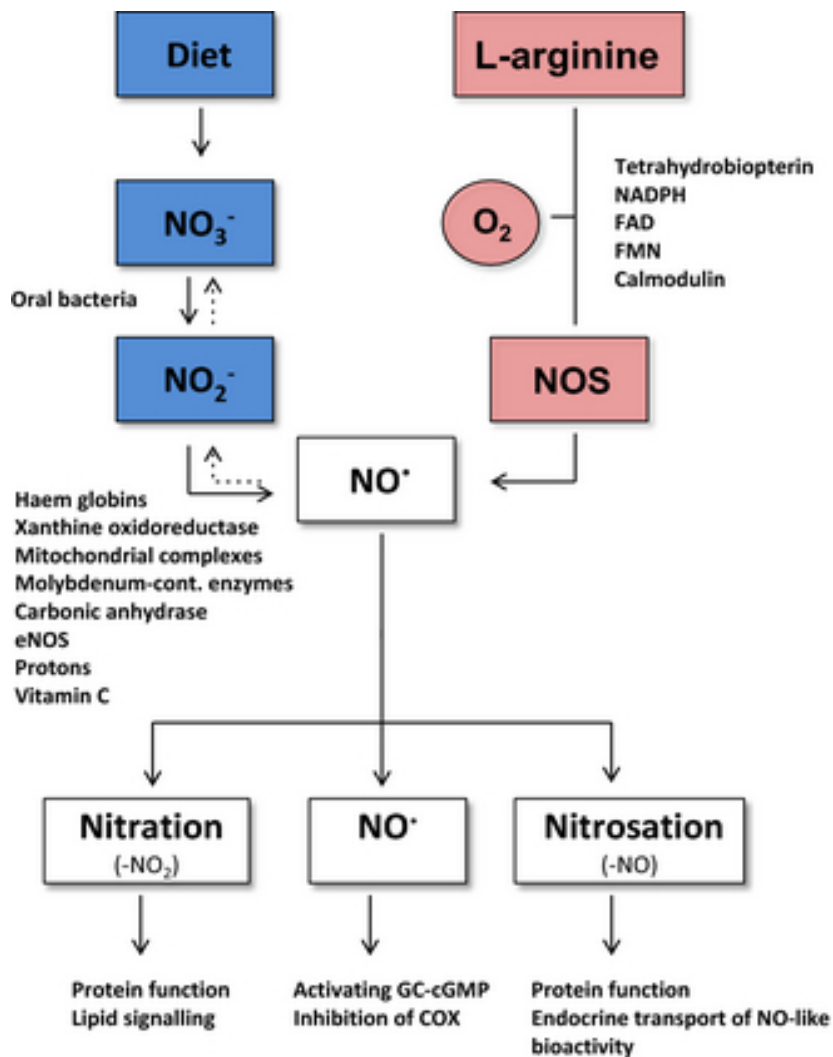 Diet
L-arginine
Tetrahydrobiopterin
NADPH
FAD
FMN
Calmodulin
O₂
NO₃⁻
Oral bacteria
NO₂⁻
NOS
NO•
Haem globins
Xanthine oxidoreductase
Mitochondrial complexes
Molybdenum-cont. enzymes
Carbonic anhydrase
eNOS
Protons
Vitamin C
Nitration
(-NO₂)
NO•
Nitrosation
(-NO)
Protein function
Lipid signalling
Activating GC-cGMP
Inhibition of COX
Protein function
Endocrine transport of NO-like
bioactivity